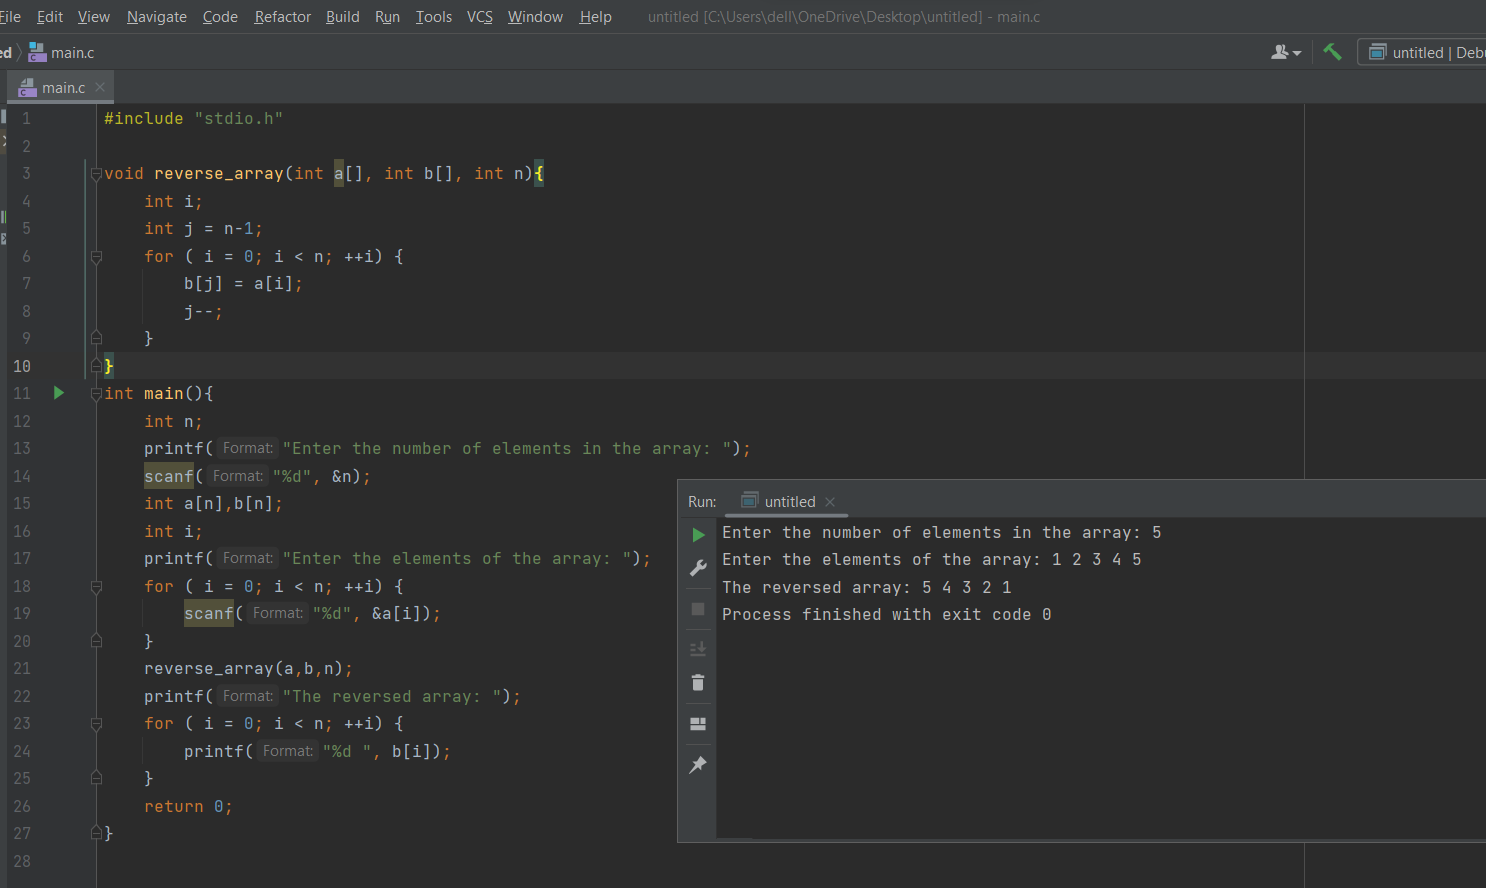 File Edit View Navigate Code Refactor Build Run Tools VCS Window Help untitled [C:\Users\dell\OneDrive\Desktop\untitled] - main.c
ed main.c untitled | Debu
main.c
1 #include "stdio.h"
2
3 void reverse_array(int a[], int b[], int n){
4 int i;
5 int j = n-1;
6 for ( i = 0; i < n; ++i) {
7 b[j] = a[i];
8 j--;
9 }
10 }
11 int main(){
12 int n;
13 printf( Format: "Enter the number of elements in the array: ");
14 scanf( Format: "%d", &n);
15 int a[n],b[n];
16 int i;
17 printf( Format: "Enter the elements of the array: ");
18 for ( i = 0; i < n; ++i) {
19 scanf( Format: "%d", &a[i]);
20 }
21 reverse_array(a,b,n);
22 printf( Format: "The reversed array: ");
23 for ( i = 0; i < n; ++i) {
24 printf( Format: "%d ", b[i]);
25 }
26 return 0;
27 }
28
Run: untitled
Enter the number of elements in the array: 5
Enter the elements of the array: 1 2 3 4 5
The reversed array: 5 4 3 2 1
Process finished with exit code 0